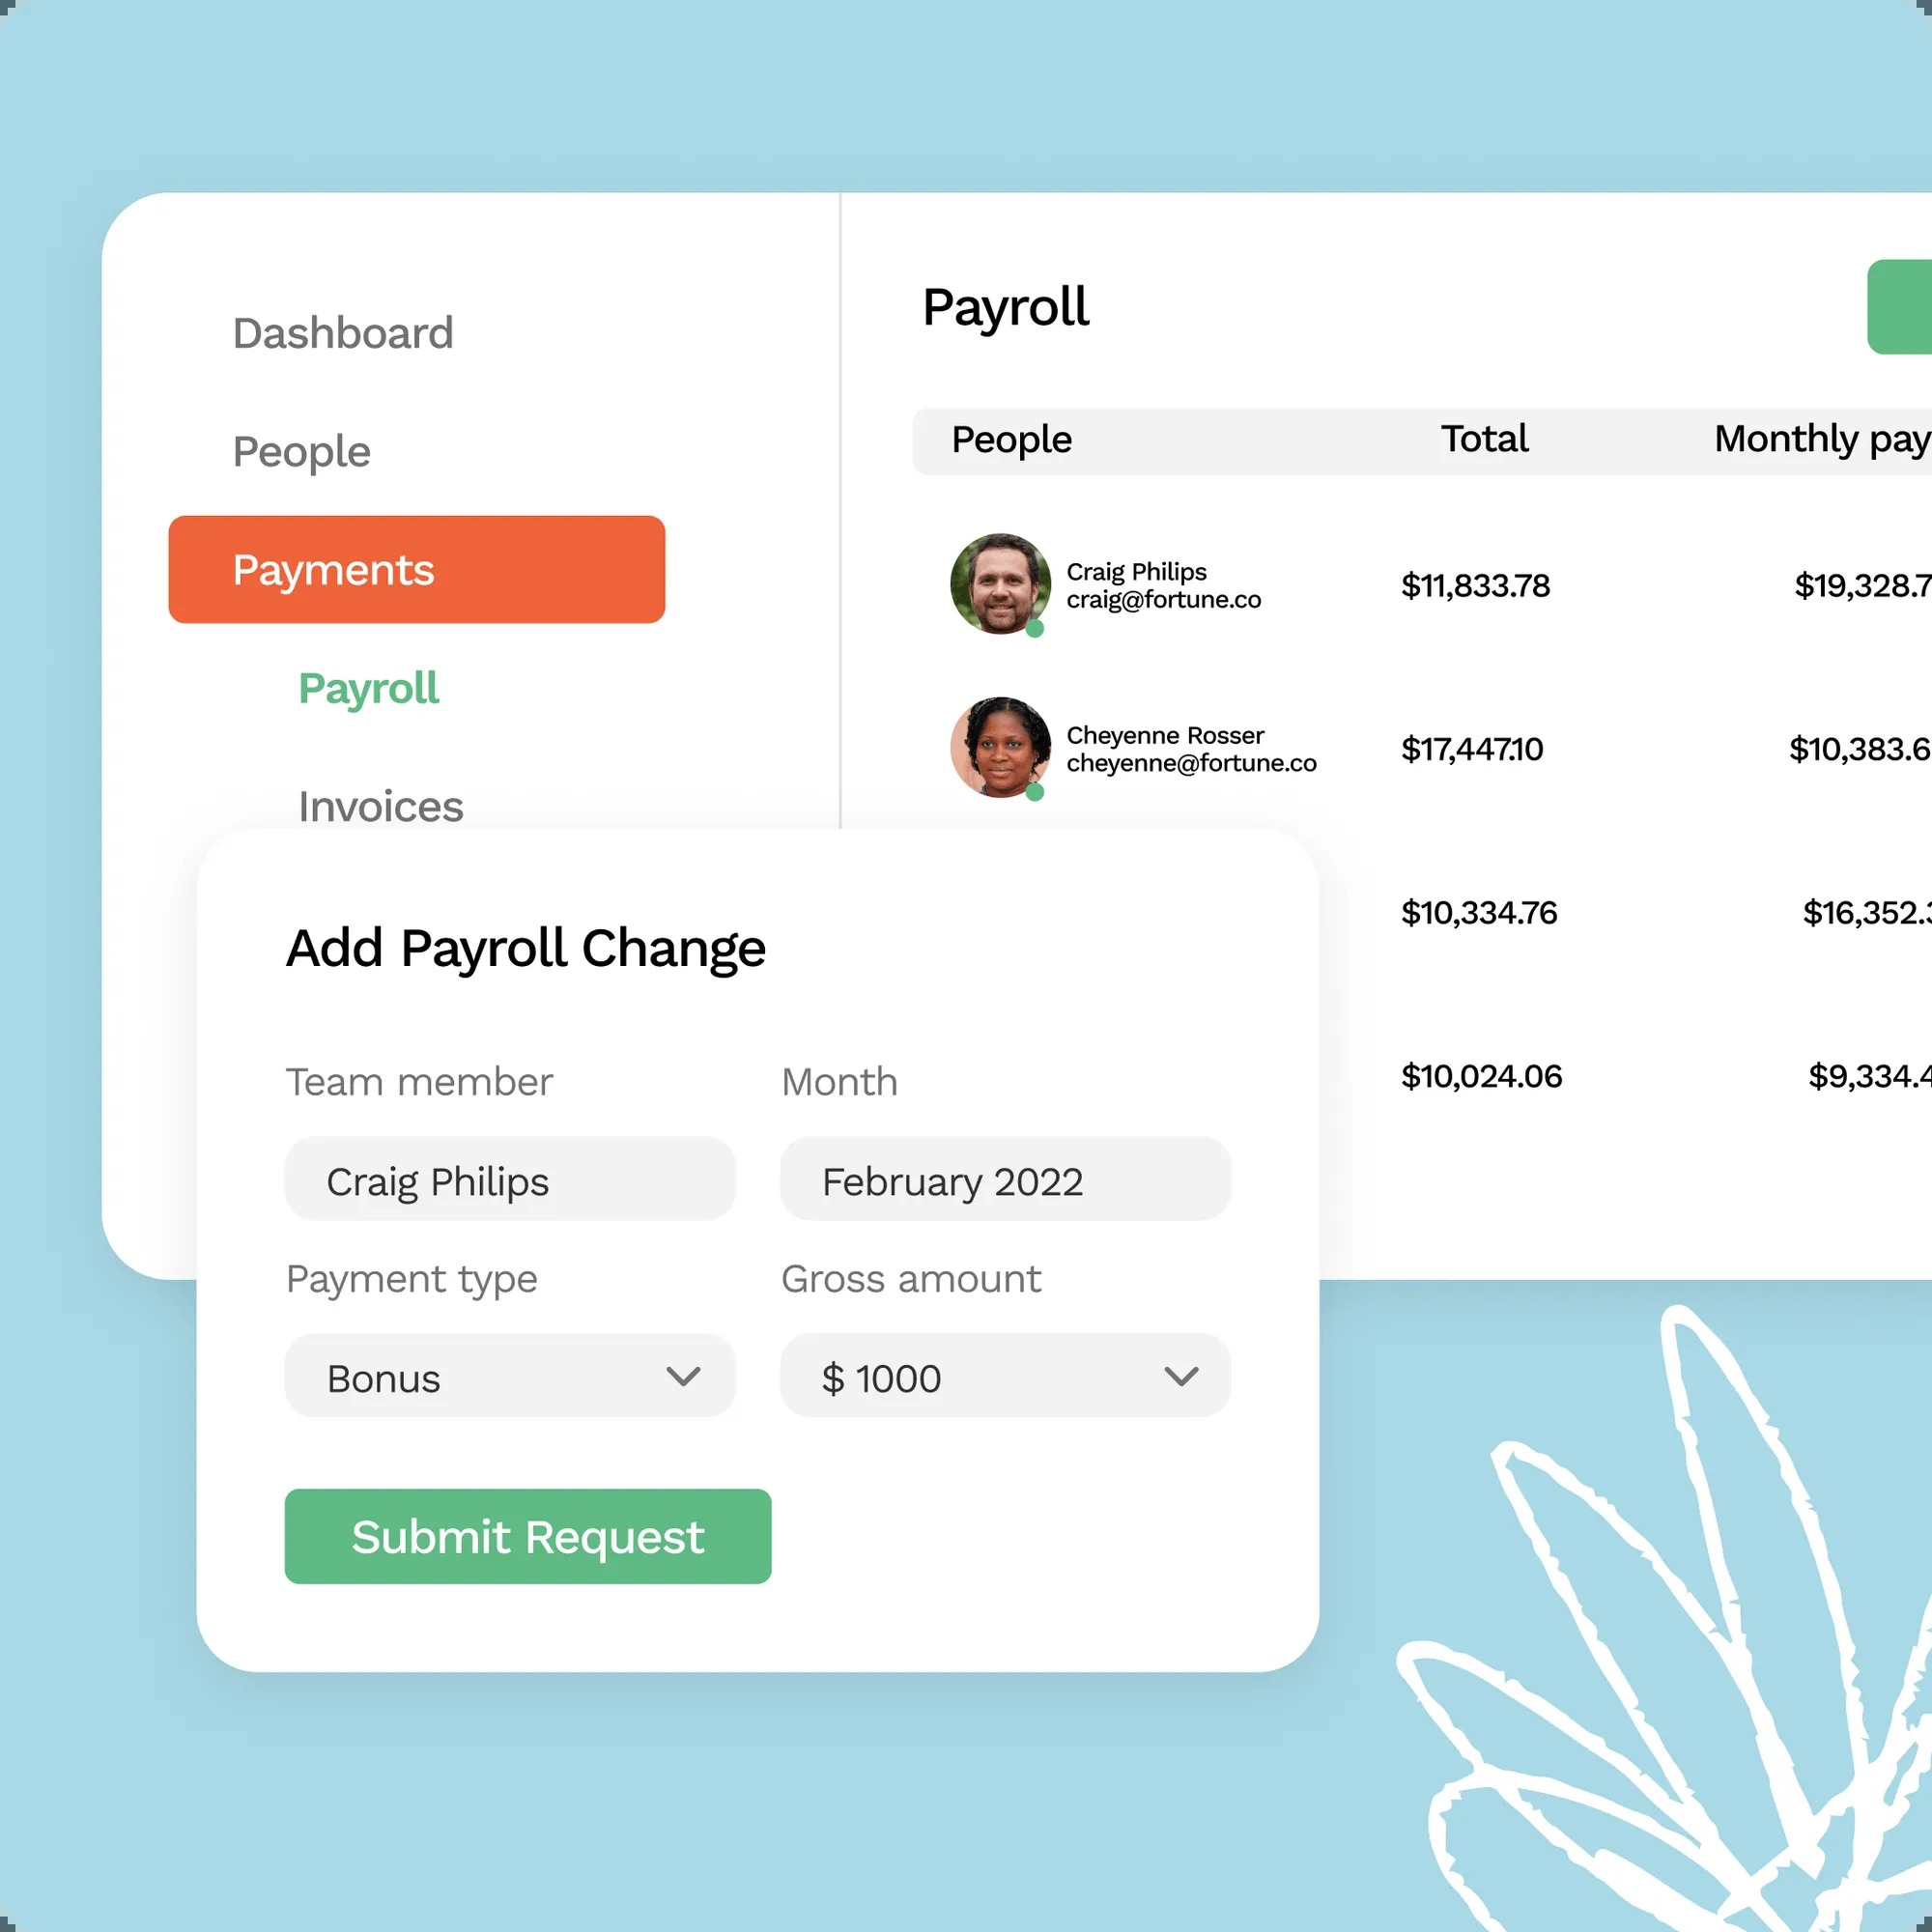 Dashboard
People
Payments
Payroll
Invoices
Payroll
People Total Monthly pay
Craig Philips
craig@fortune.co
$11,833.78 $19,328.7
Cheyenne Rosser
cheyenne@fortune.co
$17,447.10 $10,383.6
$10,334.76 $16,352.3
$10,024.06 $9,334.4
Add Payroll Change
Team member Month
Craig Philips February 2022
Payment type Gross amount
Bonus $ 1000
Submit Request